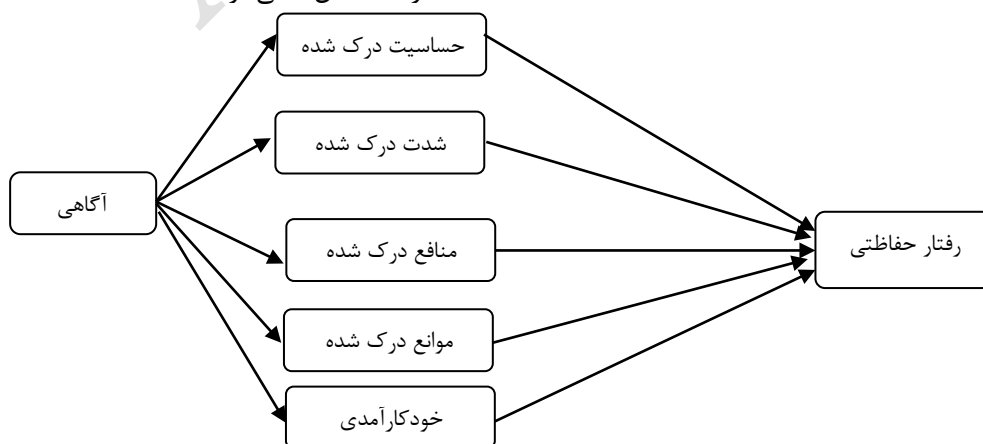 حساسیت درک شده
شدت درک شده
آگاهی
منافع درک شده
رفتار حفاظتی
موانع درک شده
خودکارآمدی